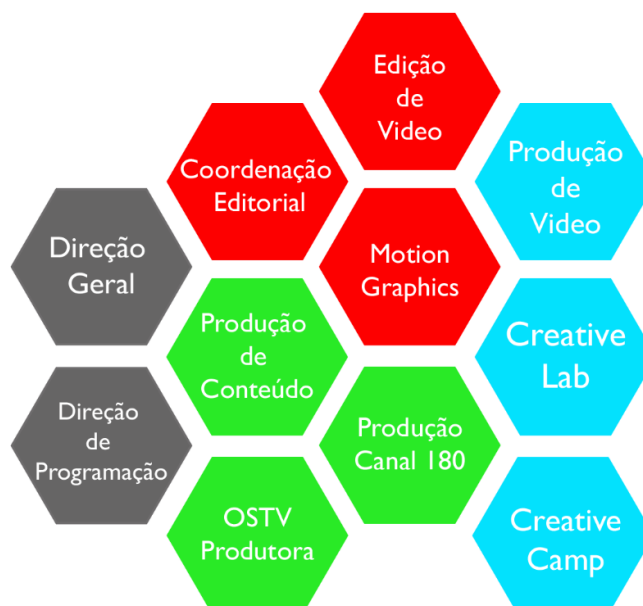 Edição
de
Video
Coordenação
Editorial
Produção
de
Video
Direção
Geral
Motion
Graphics
Produção
de
Conteúdo
Creative
Lab
Direção
de
Programação
Produção
Canal 180
OSTV
Produtora
Creative
Camp